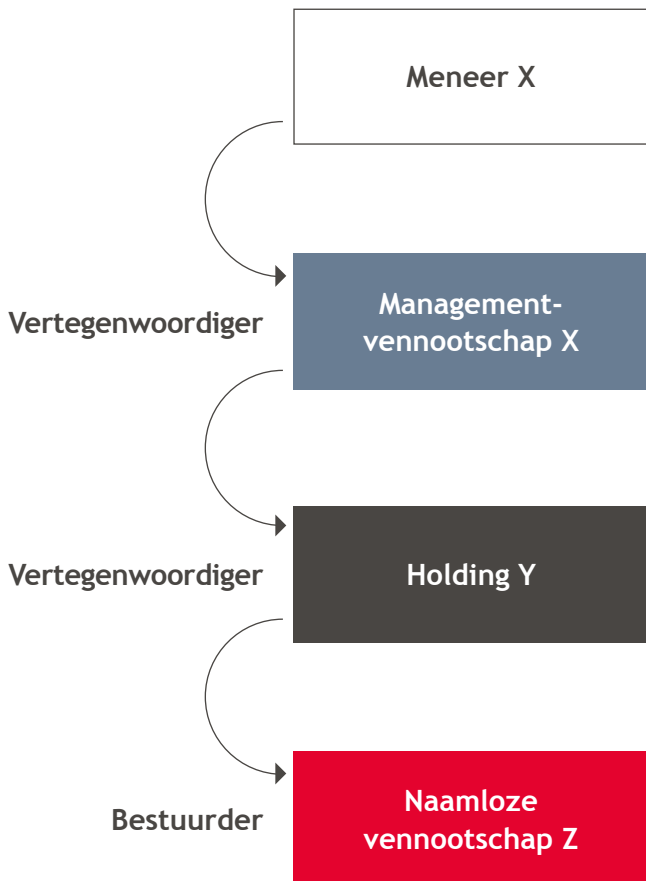 Meneer X
Vertegenwoordiger
Management-
vennootschap X
Vertegenwoordiger
Holding Y
Bestuurder
Naamloze
vennootschap Z